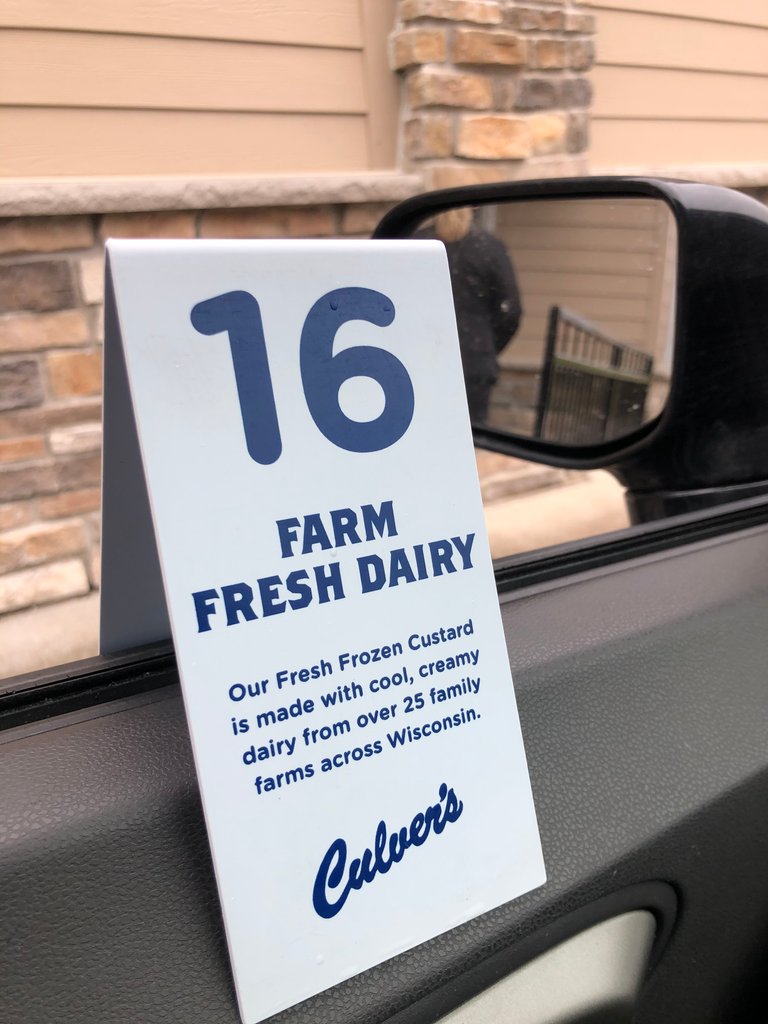 16
FARM
FRESH DAIRY
Our Fresh Frozen Custard
is made with cool, creamy
dairy from over 25 family
farms across Wisconsin.
Culver's